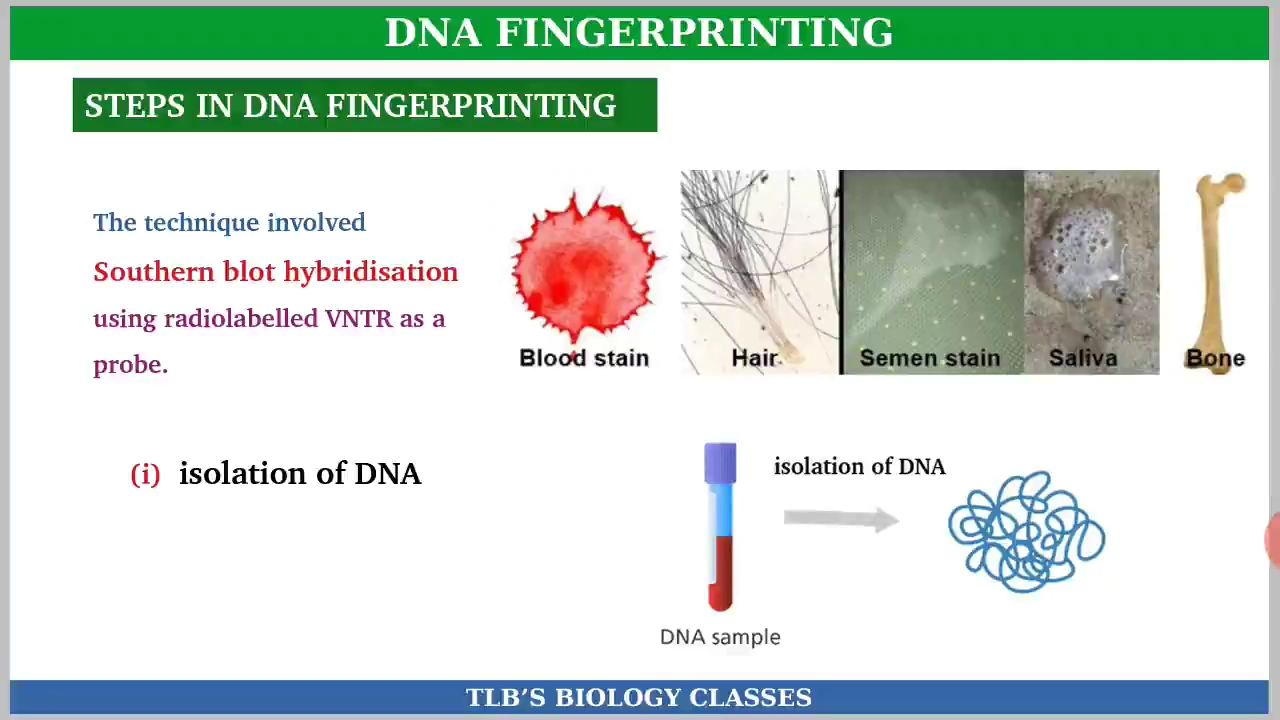 DNA FINGERPRINTING
STEPS IN DNA FINGERPRINTING
The technique involved
Southern blot hybridisation
using radiolabelled VNTR as a
probe.
Blood stain
Hair
Semen stain
Saliva
Bone
(i) isolation of DNA
isolation of DNA
DNA sample
TLB’S BIOLOGY CLASSES